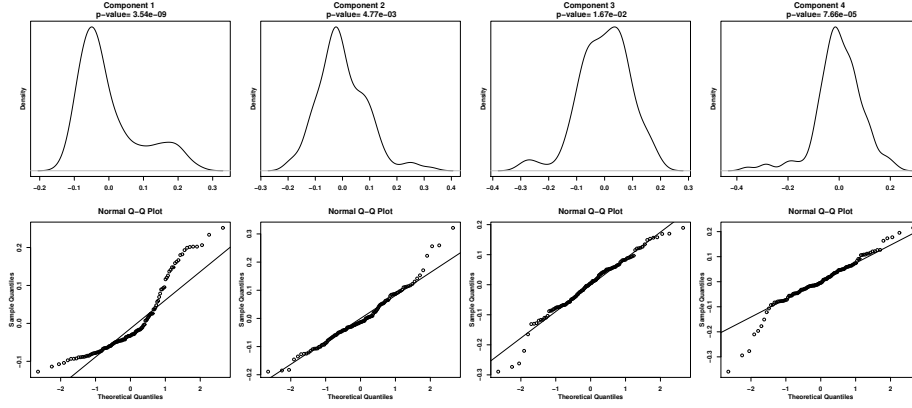 Component 1
p-value= 3.54e-09
Component 2
p-value= 4.77e-03
Component 3
p-value= 1.67e-02
Component 4
p-value= 7.66e-05
Density
-0.2 -0.1 0.0 0.1 0.2 0.3
Density
-0.3 -0.2 -0.1 0.0 0.1 0.2 0.3 0.4
Density
-0.4 -0.3 -0.2 -0.1 0.0 0.1 0.2 0.3
Density
-0.4 -0.2 0.0 0.2
Normal Q-Q Plot
Normal Q-Q Plot
Normal Q-Q Plot
Normal Q-Q Plot
Sample Quantiles
-0.1 0.0 0.1 0.2
-2 -1 0 1 2
Theoretical Quantiles
Sample Quantiles
-0.2 -0.1 0.0 0.1 0.2 0.3
-2 -1 0 1 2
Theoretical Quantiles
Sample Quantiles
-0.3 -0.2 -0.1 0.0 0.1 0.2
-2 -1 0 1 2
Theoretical Quantiles
Sample Quantiles
-0.3 -0.2 -0.1 0.0 0.1 0.2
-2 -1 0 1 2
Theoretical Quantiles